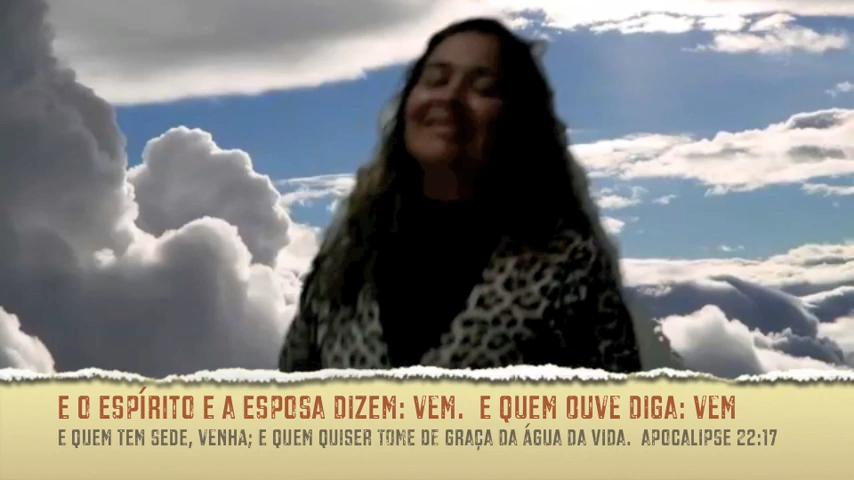 E O ESPÍRITO E A ESPOSA DIZEM: VEM. E QUEM OUVE DIGA: VEM
E QUEM TEM SEDE, VENHA; E QUEM QUISER TOME DE GRAÇA DA ÁGUA DA VIDA. APOCALIPSE 22:17